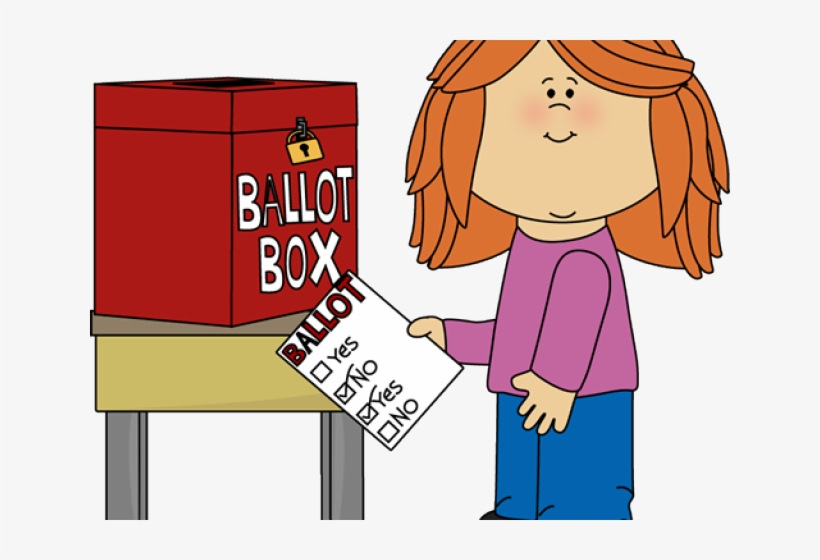 BALLOT
BOX
BALLOT
Yes
NO
Yes
NO